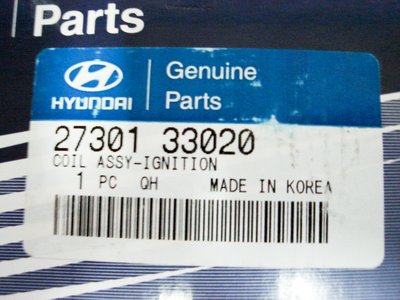 Parts
HYUNDAI
Genuine
Parts
27301 33020
COIL ASSY-IGNITION
1 PC QH MADE IN KOREA